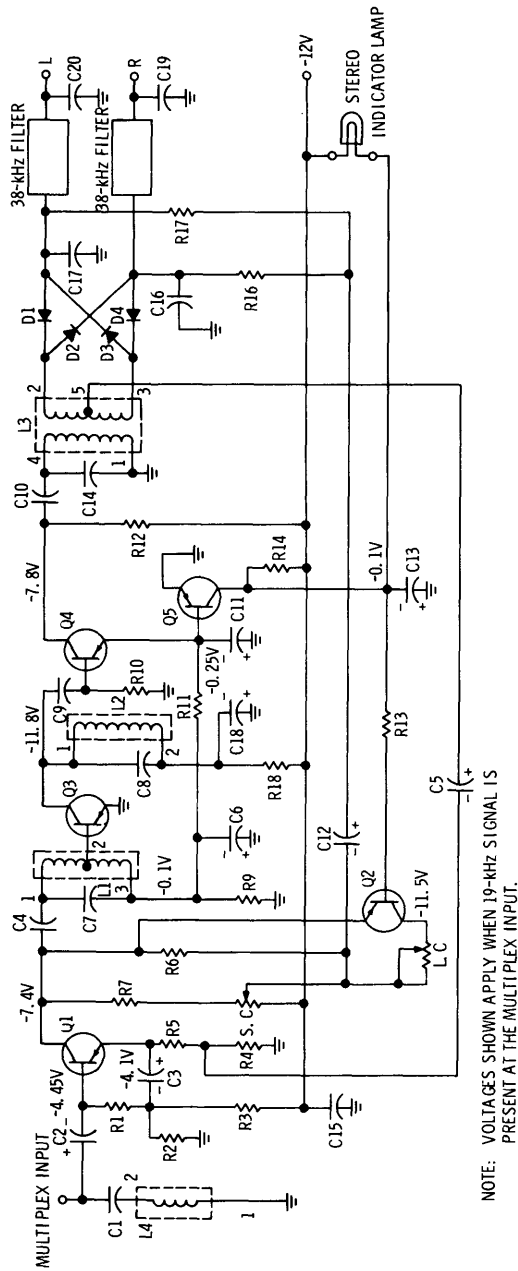 MULTIPLEX INPUT
C1
L4
2
1
+ C2 -
-4.45V
R1
R2
R3
C15
Q1
-7.4V
-4.1V
- C3 +
R5
R4
R7
S. C
R6
C4
1
L1
2
3
C7
-0.1V
R9
- C6 +
Q3
-11.8V
C9
1
L2
2
C8
R10
C18
- +
R18
R11
Q4
-7.8V
-0.25V
C11
- +
Q5
R12
R14
C10
4
1
C14
L3
2
5
3
D1
D2
D3
D4
C17
C16
R16
R17
38-kHz FILTER
38-kHz FILTER
L
C20
R
C19
-12V
STEREO
INDICATOR LAMP
-0.1V
C13
- +
R13
Q2
-11.5V
L C
- C12 +
- C5 +
NOTE: VOLTAGES SHOWN APPLY WHEN 19-kHz SIGNAL IS
PRESENT AT THE MULTIPLEX INPUT.